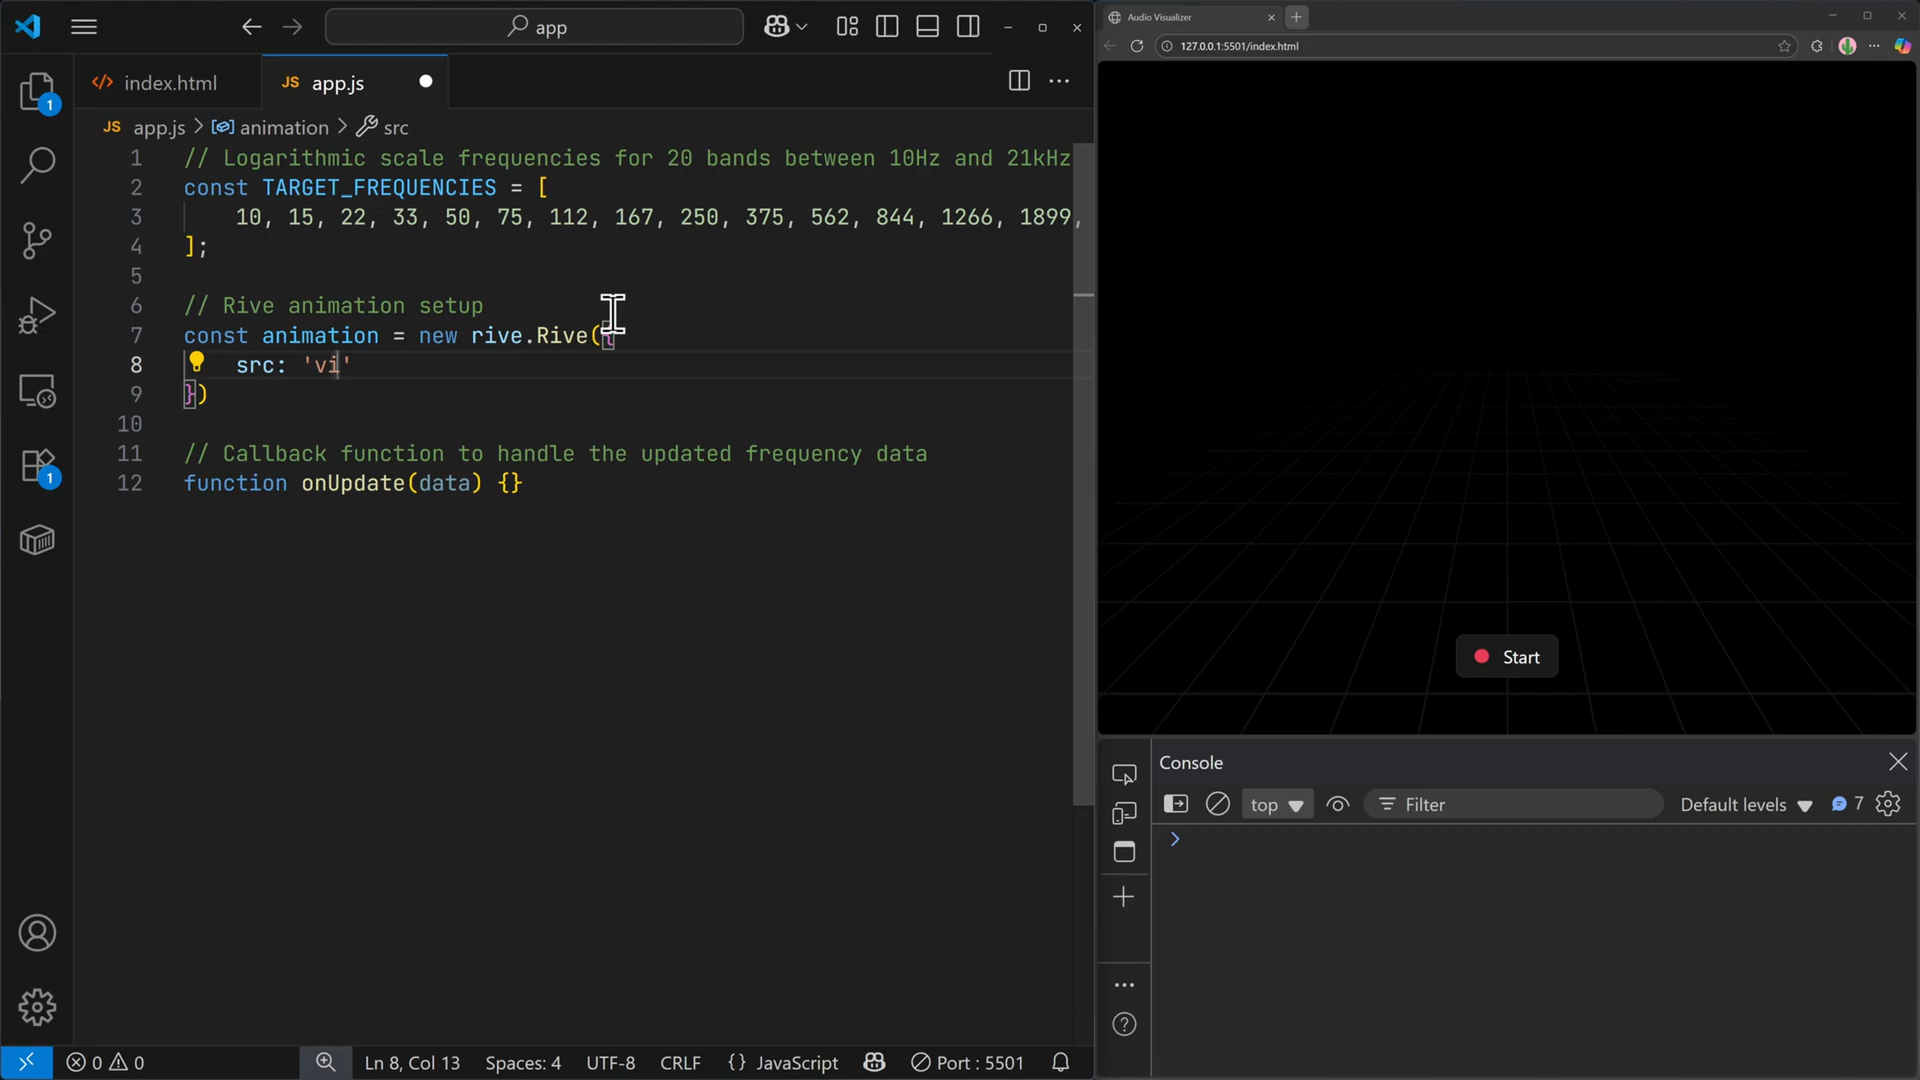 app
index.html
JS app.js
JS app.js > animation > src
1 // Logarithmic scale frequencies for 20 bands between 10Hz and 21kHz
2 const TARGET_FREQUENCIES = [
3 10, 15, 22, 33, 50, 75, 112, 167, 250, 375, 562, 844, 1266, 1899,
4 ];
5
6 // Rive animation setup
7 const animation = new rive.Rive({
8 src: 'vi'
9 })
10
11 // Callback function to handle the updated frequency data
12 function onUpdate(data) {}
1
1
0 0
Ln 8, Col 13
Spaces: 4
UTF-8
CRLF
{ } JavaScript
Port : 5501
Audio Visualizer
127.0.0.1:5501/index.html
Start
Console
top
Filter
Default levels
7